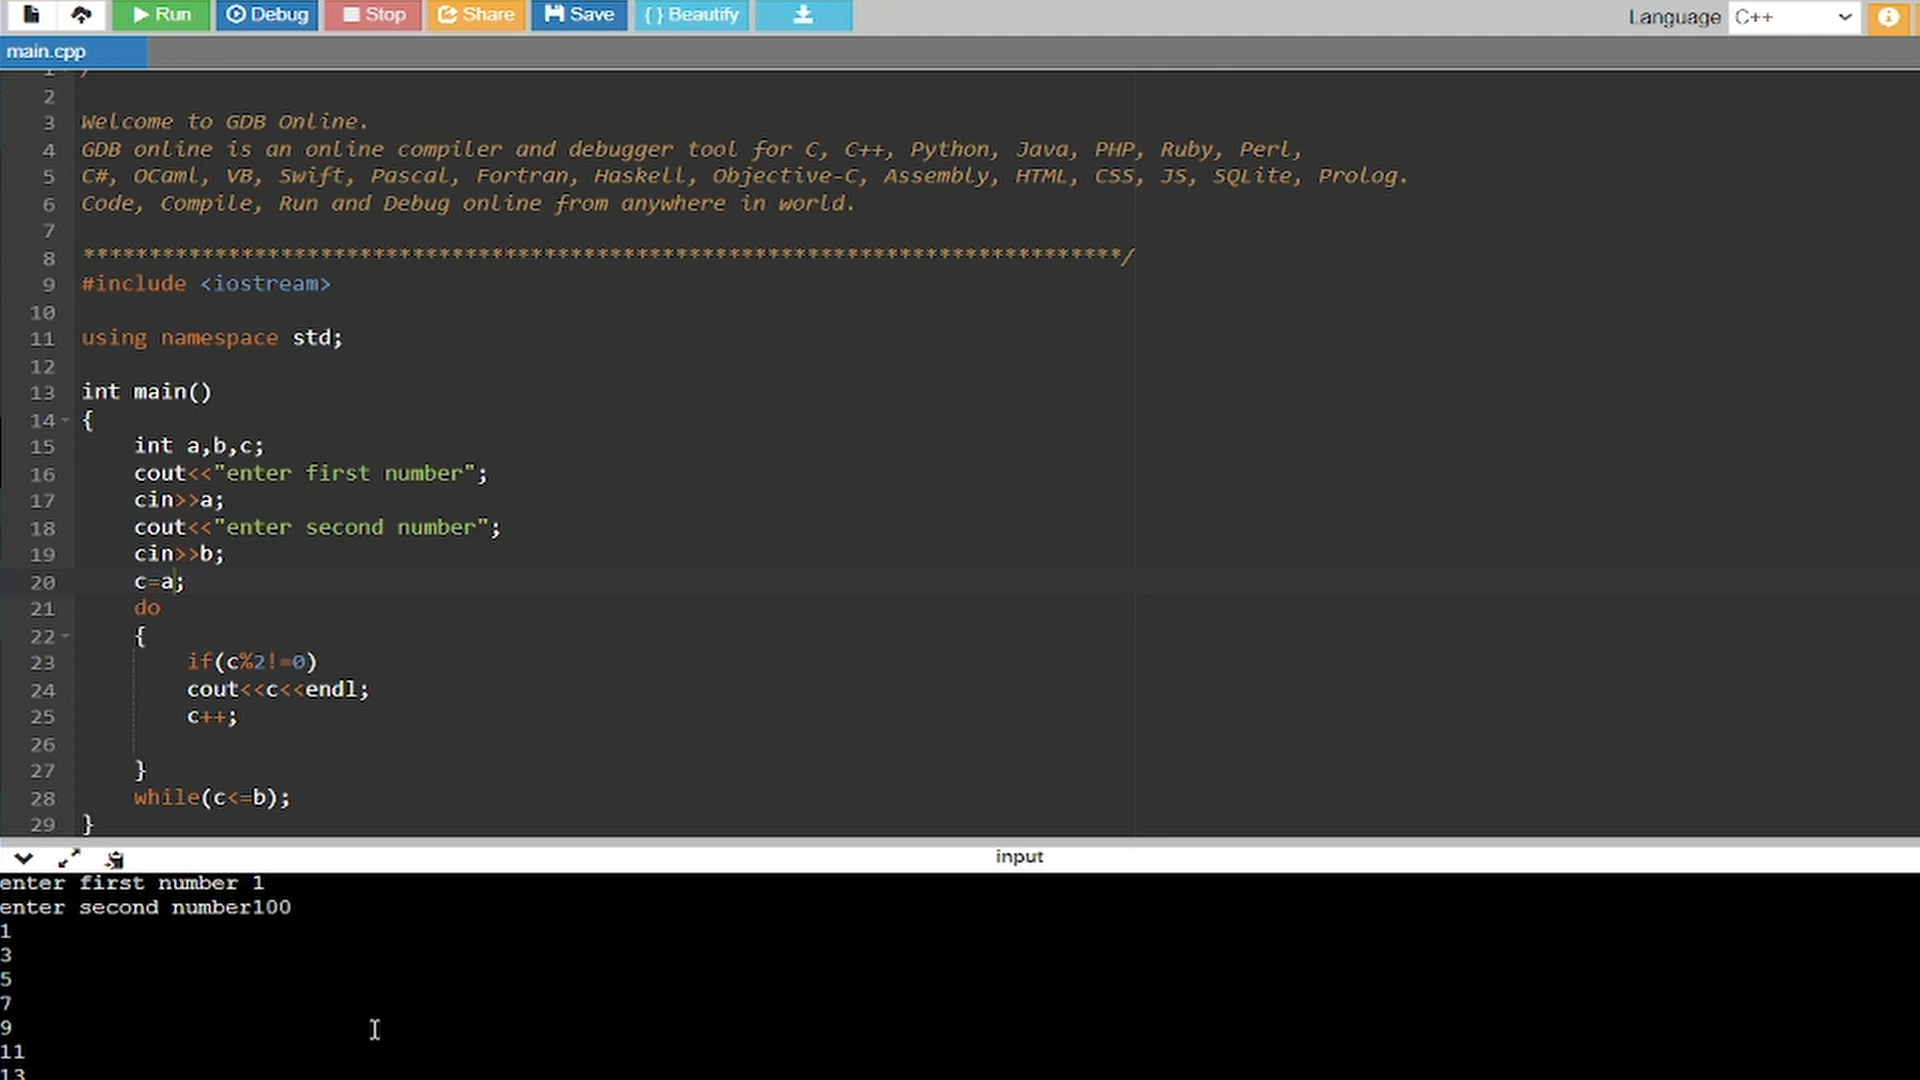 Run Debug Stop Share Save { } Beautify Language C++
main.cpp
1 /
2
3 Welcome to GDB Online.
4 GDB online is an online compiler and debugger tool for C, C++, Python, Java, PHP, Ruby, Perl,
5 C#, OCaml, VB, Swift, Pascal, Fortran, Haskell, Objective-C, Assembly, HTML, CSS, JS, SQLite, Prolog.
6 Code, Compile, Run and Debug online from anywhere in world.
7
8 *******************************************************************************/
9 #include <iostream>
10
11 using namespace std;
12
13 int main()
14 {
15 int a,b,c;
16 cout<<"enter first number";
17 cin>>a;
18 cout<<"enter second number";
19 cin>>b;
20 c=a;
21 do
22 {
23 if(c%2!=0)
24 cout<<c<<endl;
25 c++;
26
27 }
28 while(c<=b);
29 }
input
enter first number 1
enter second number100
1
3
5
7
9
11
13